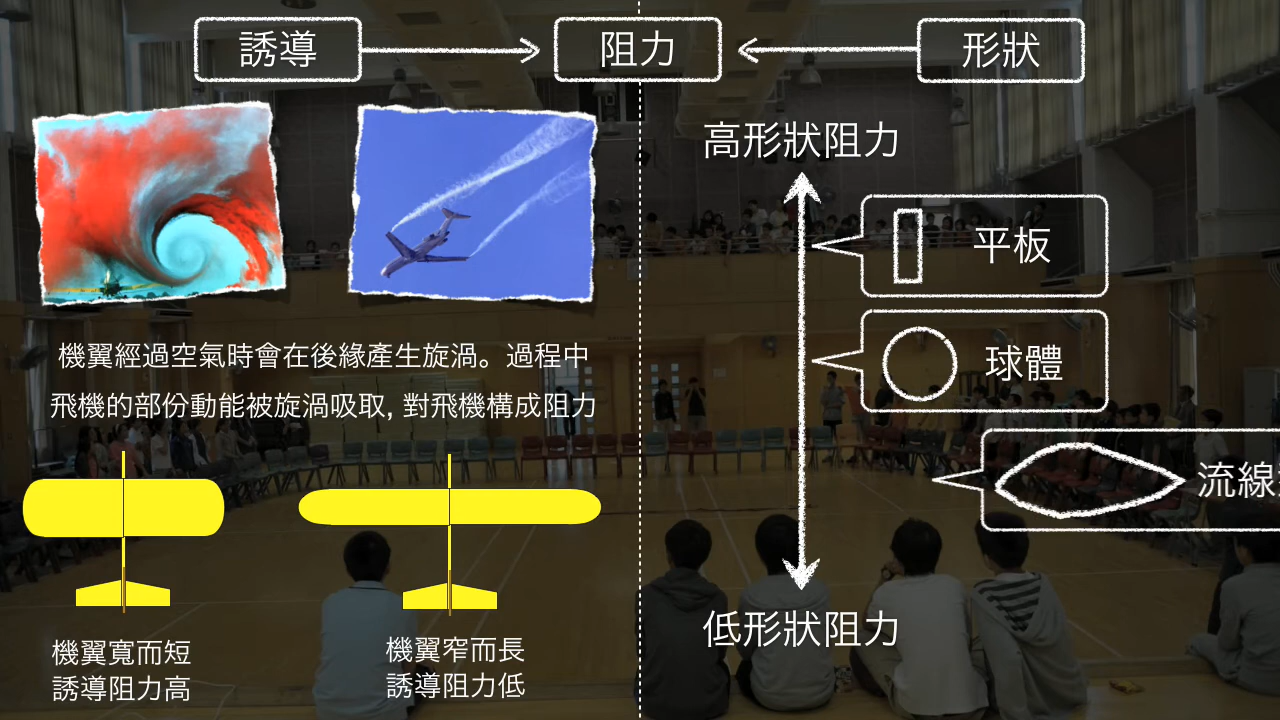 誘導
阻力
形狀
機翼經過空氣時會在後緣產生旋渦。過程中
飛機的部份動能被旋渦吸取, 對飛機構成阻力
機翼寬而短
誘導阻力高
機翼窄而長
誘導阻力低
高形狀阻力
平板
球體
流線
低形狀阻力